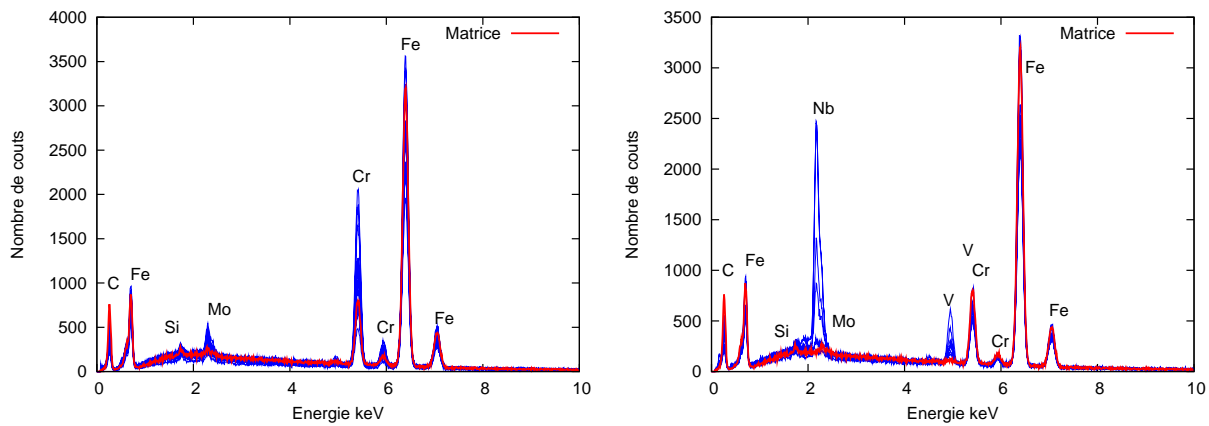 4000
3500
3000
2500
2000
1500
1000
500
0
0 2 4 6 8 10
Nombre de couts
Energie keV
Matrice
C
Fe
Si
Mo
Cr
Cr
Fe
Fe
3500
3000
2500
2000
1500
1000
500
0
0 2 4 6 8 10
Nombre de couts
Energie keV
Matrice
C
Fe
Si
Nb
Mo
V
V
Cr
Cr
Fe
Fe